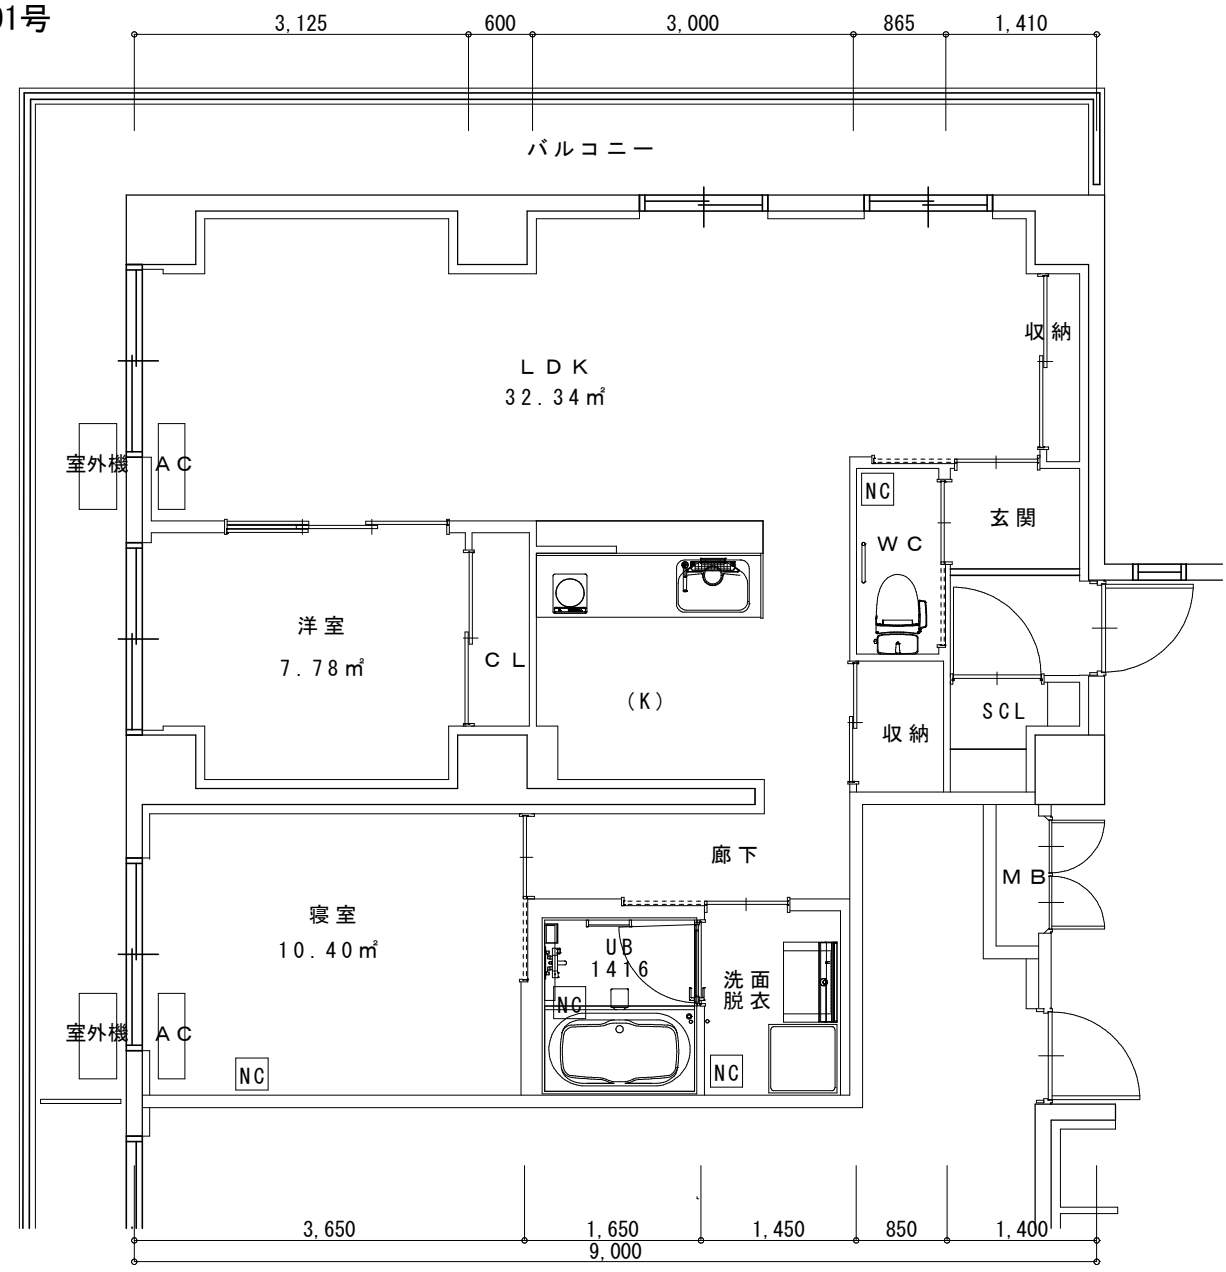 01号
3,125
600
3,000
865
1,410
バルコニー
LDK
32.34㎡
収納
室外機
AC
NC
玄関
WC
洋室
7.78㎡
CL
(K)
SCL
収納
廊下
MB
寝室
10.40㎡
UB
1416
洗面
脱衣
NC
室外機
AC
NC
NC
3,650
1,650
1,450
850
1,400
9,000